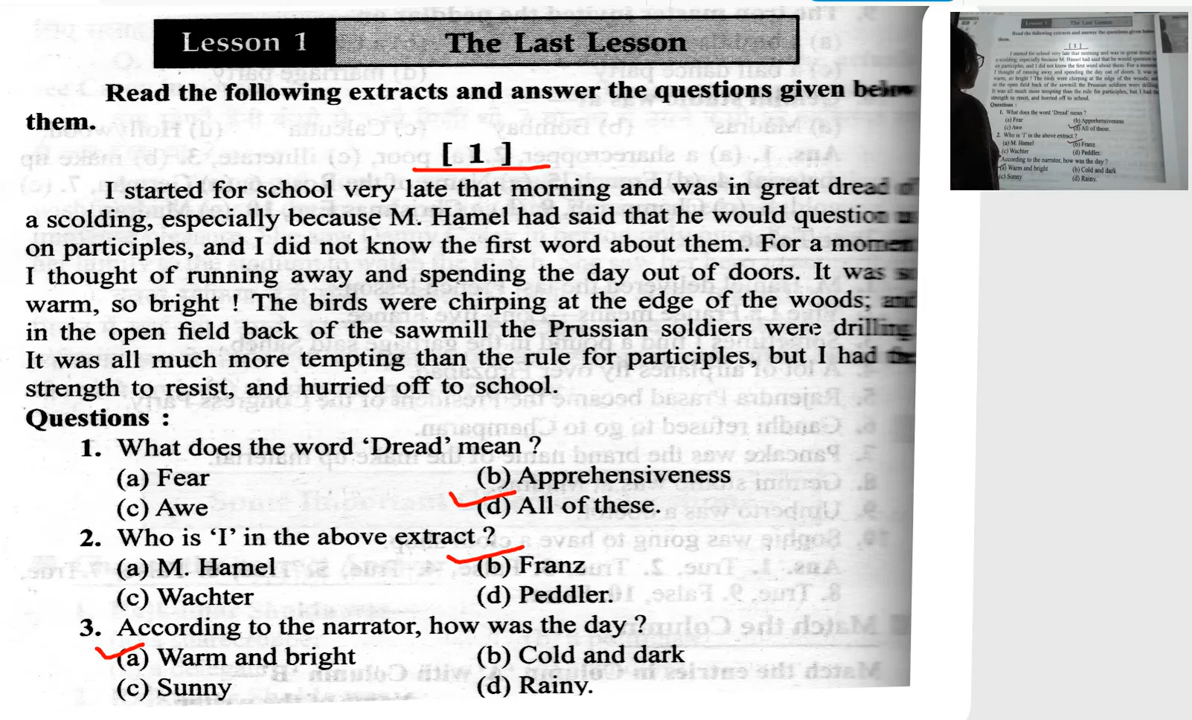 Lesson 1 The Last Lesson
Read the following extracts and answer the questions given below
them.
[ 1 ]
I started for school very late that morning and was in great dread of
a scolding, especially because M. Hamel had said that he would question
on participles, and I did not know the first word about them. For a moment
I thought of running away and spending the day out of doors. It was so
warm, so bright ! The birds were chirping at the edge of the woods; and
in the open field back of the sawmill the Prussian soldiers were drilling
It was all much more tempting than the rule for participles, but I had the
strength to resist, and hurried off to school.
Questions :
1. What does the word ‘Dread’ mean ?
(a) Fear (b) Apprehensiveness
(c) Awe (d) All of these.
2. Who is ‘I’ in the above extract ?
(a) M. Hamel (b) Franz
(c) Wachter (d) Peddler.
3. According to the narrator, how was the day ?
(a) Warm and bright (b) Cold and dark
(c) Sunny (d) Rainy.